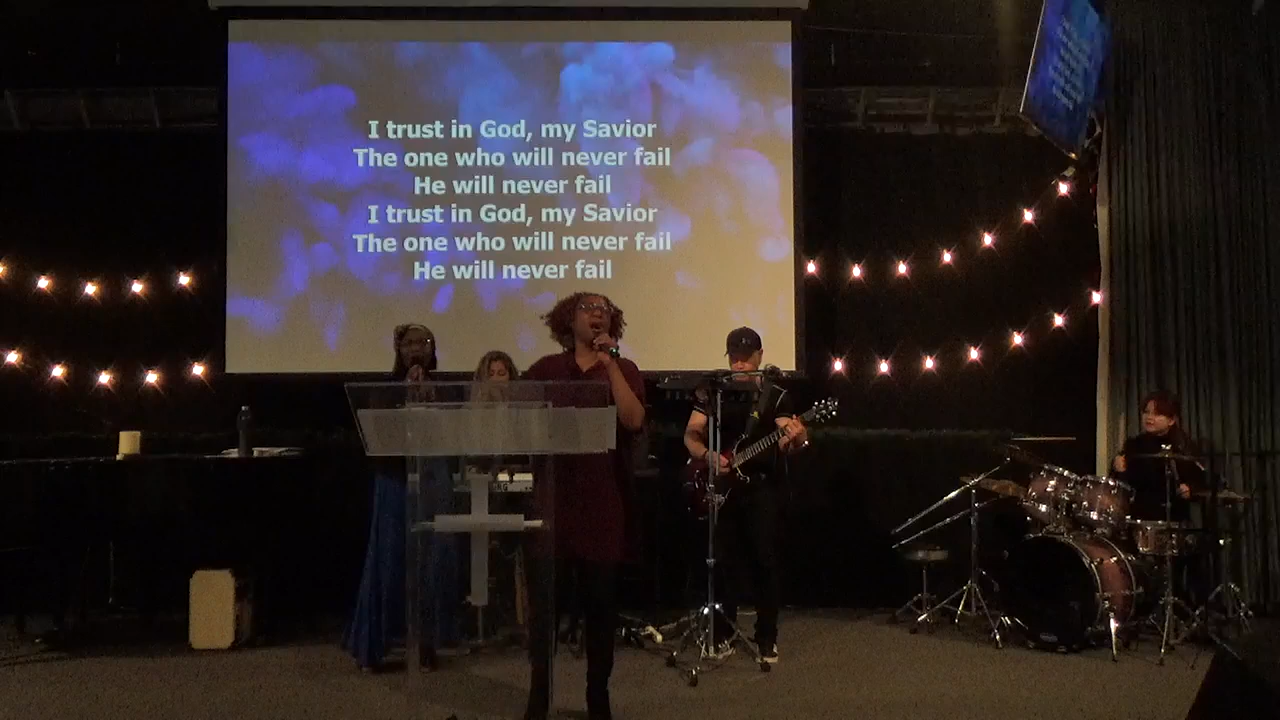 I trust in God, my Savior
The one who will never fail
He will never fail
I trust in God, my Savior
The one who will never fail
He will never fail